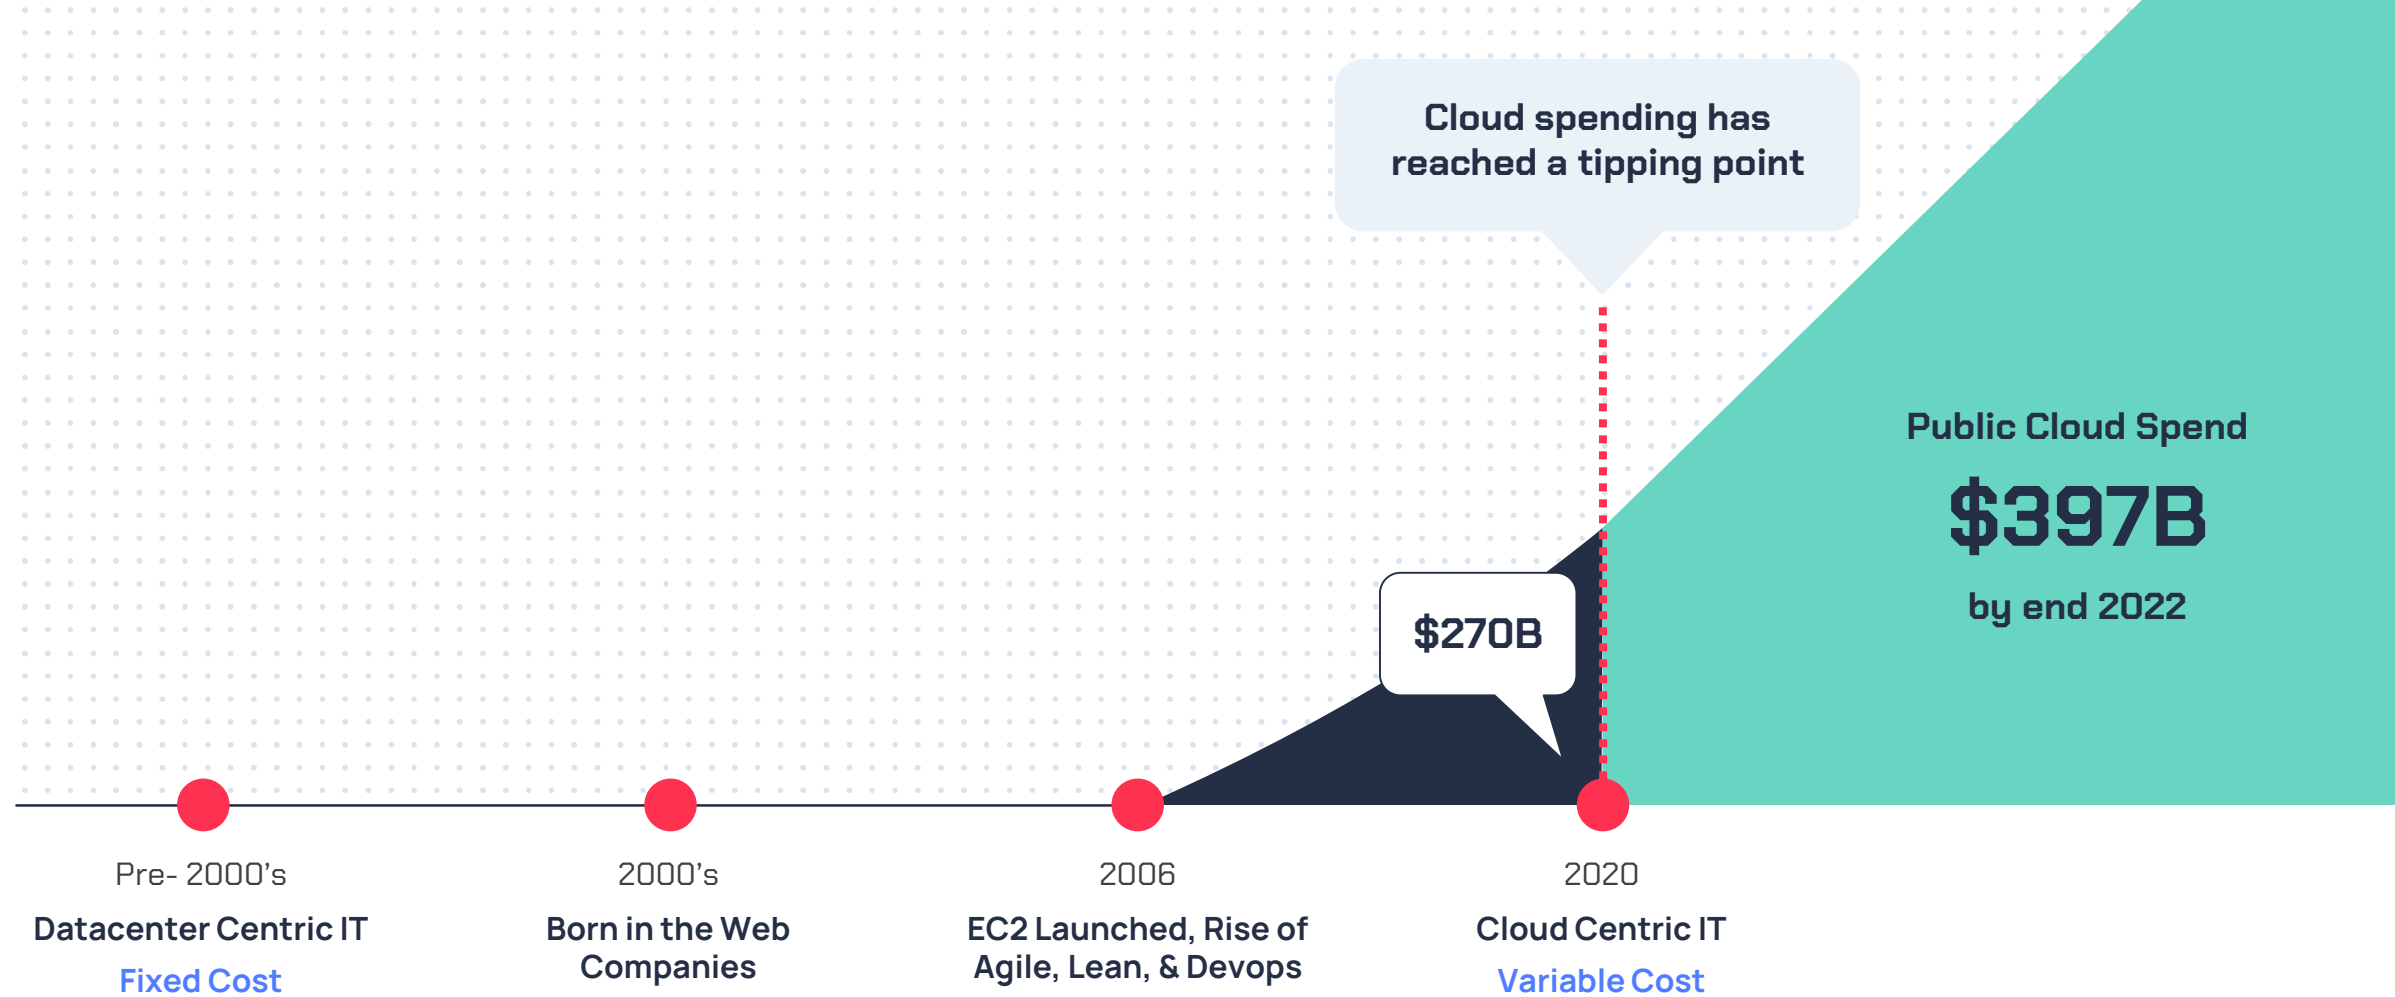 Cloud spending has
reached a tipping point
Public Cloud Spend
$397B
by end 2022
$270B
Pre- 2000's
Datacenter Centric IT
Fixed Cost
2000's
Born in the Web
Companies
2006
EC2 Launched, Rise of
Agile, Lean, & Devops
2020
Cloud Centric IT
Variable Cost